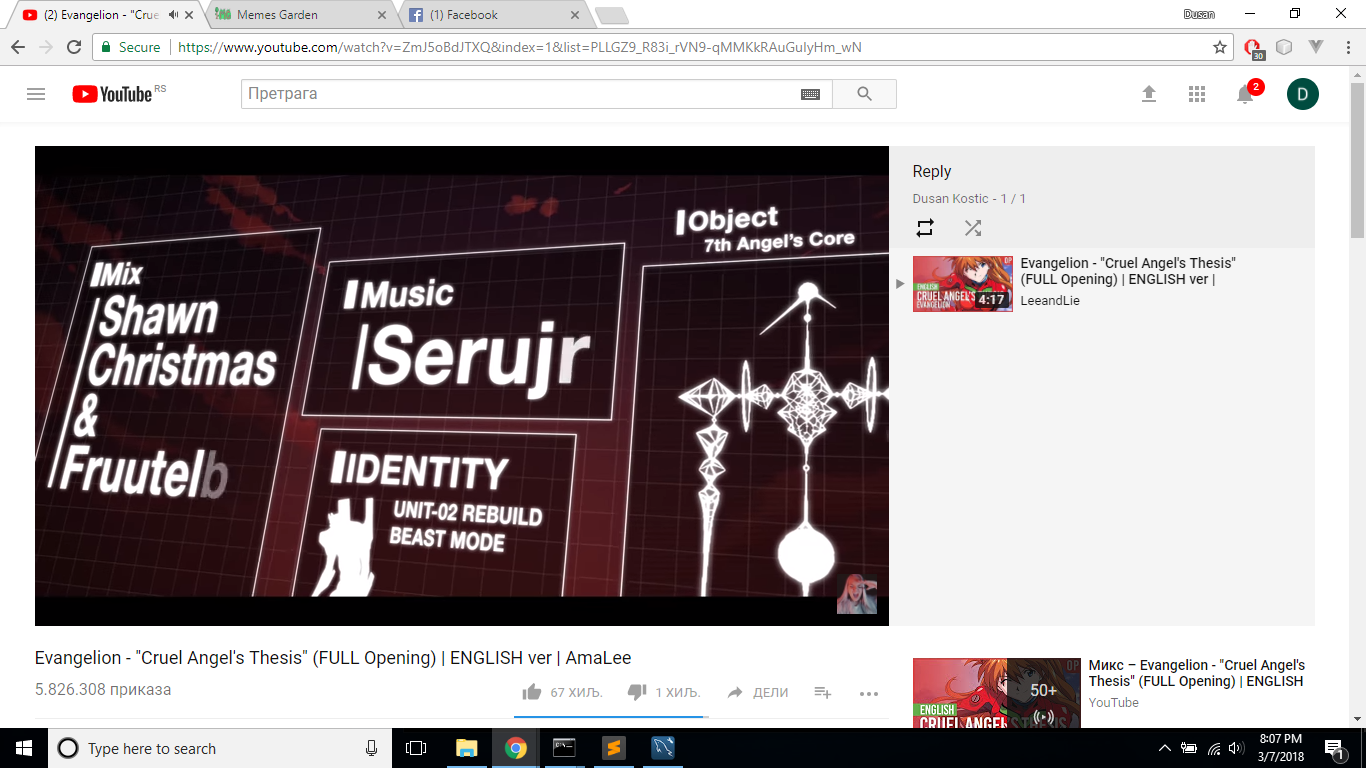 (2) Evangelion - "Crue
Memes Garden
(1) Facebook
Dusan
Secure
https://www.youtube.com/watch?v=ZmJ5oBdJTXQ&index=1&list=PLLGZ9_R83i_rVN9-qMMKkRAuGulyHm_wN
30
YouTube RS
Претрага
2
D
Mix
Shawn
Christmas
&
Fruutelb
Music
Serujr
IDENTITY
UNIT-02 REBUILD
BEAST MODE
Object
7th Angel's Core
Reply
Dusan Kostic - 1 / 1
OP
ENGLISH
CRUEL ANGEL'S
EVANGELION
4:17
Evangelion - "Cruel Angel's Thesis"
(FULL Opening) | ENGLISH ver |
LeeandLie
Evangelion - "Cruel Angel's Thesis" (FULL Opening) | ENGLISH ver | AmaLee
5.826.308 приказа
67 ХИЉ.
1 ХИЉ.
ДЕЛИ
OP
50+
ENGLISH
CRUEL ANGEL'S THESIS
Микс – Evangelion - "Cruel Angel's
Thesis" (FULL Opening) | ENGLISH
YouTube
Type here to search
8:07 PM
3/7/2018
1